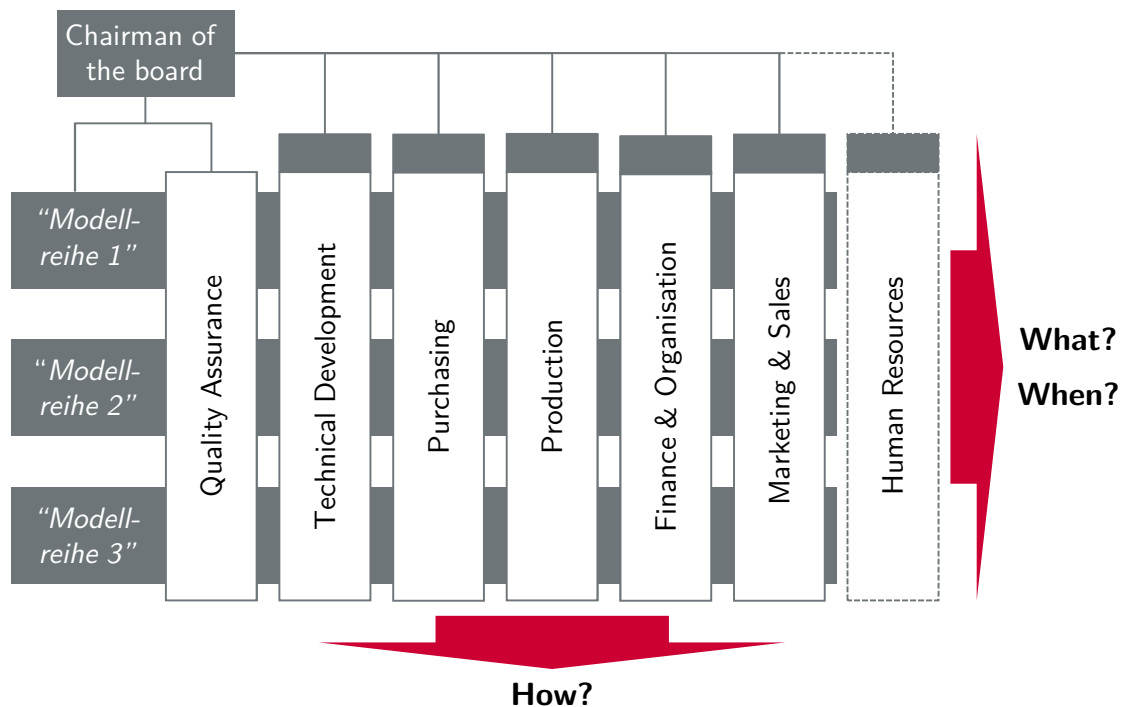 Chairman of
the board
“Modell-
reihe 1”
“Modell-
reihe 2”
“Modell-
reihe 3”
Quality Assurance
Technical Development
Purchasing
Production
Finance & Organisation
Marketing & Sales
Human Resources
What?
When?
How?